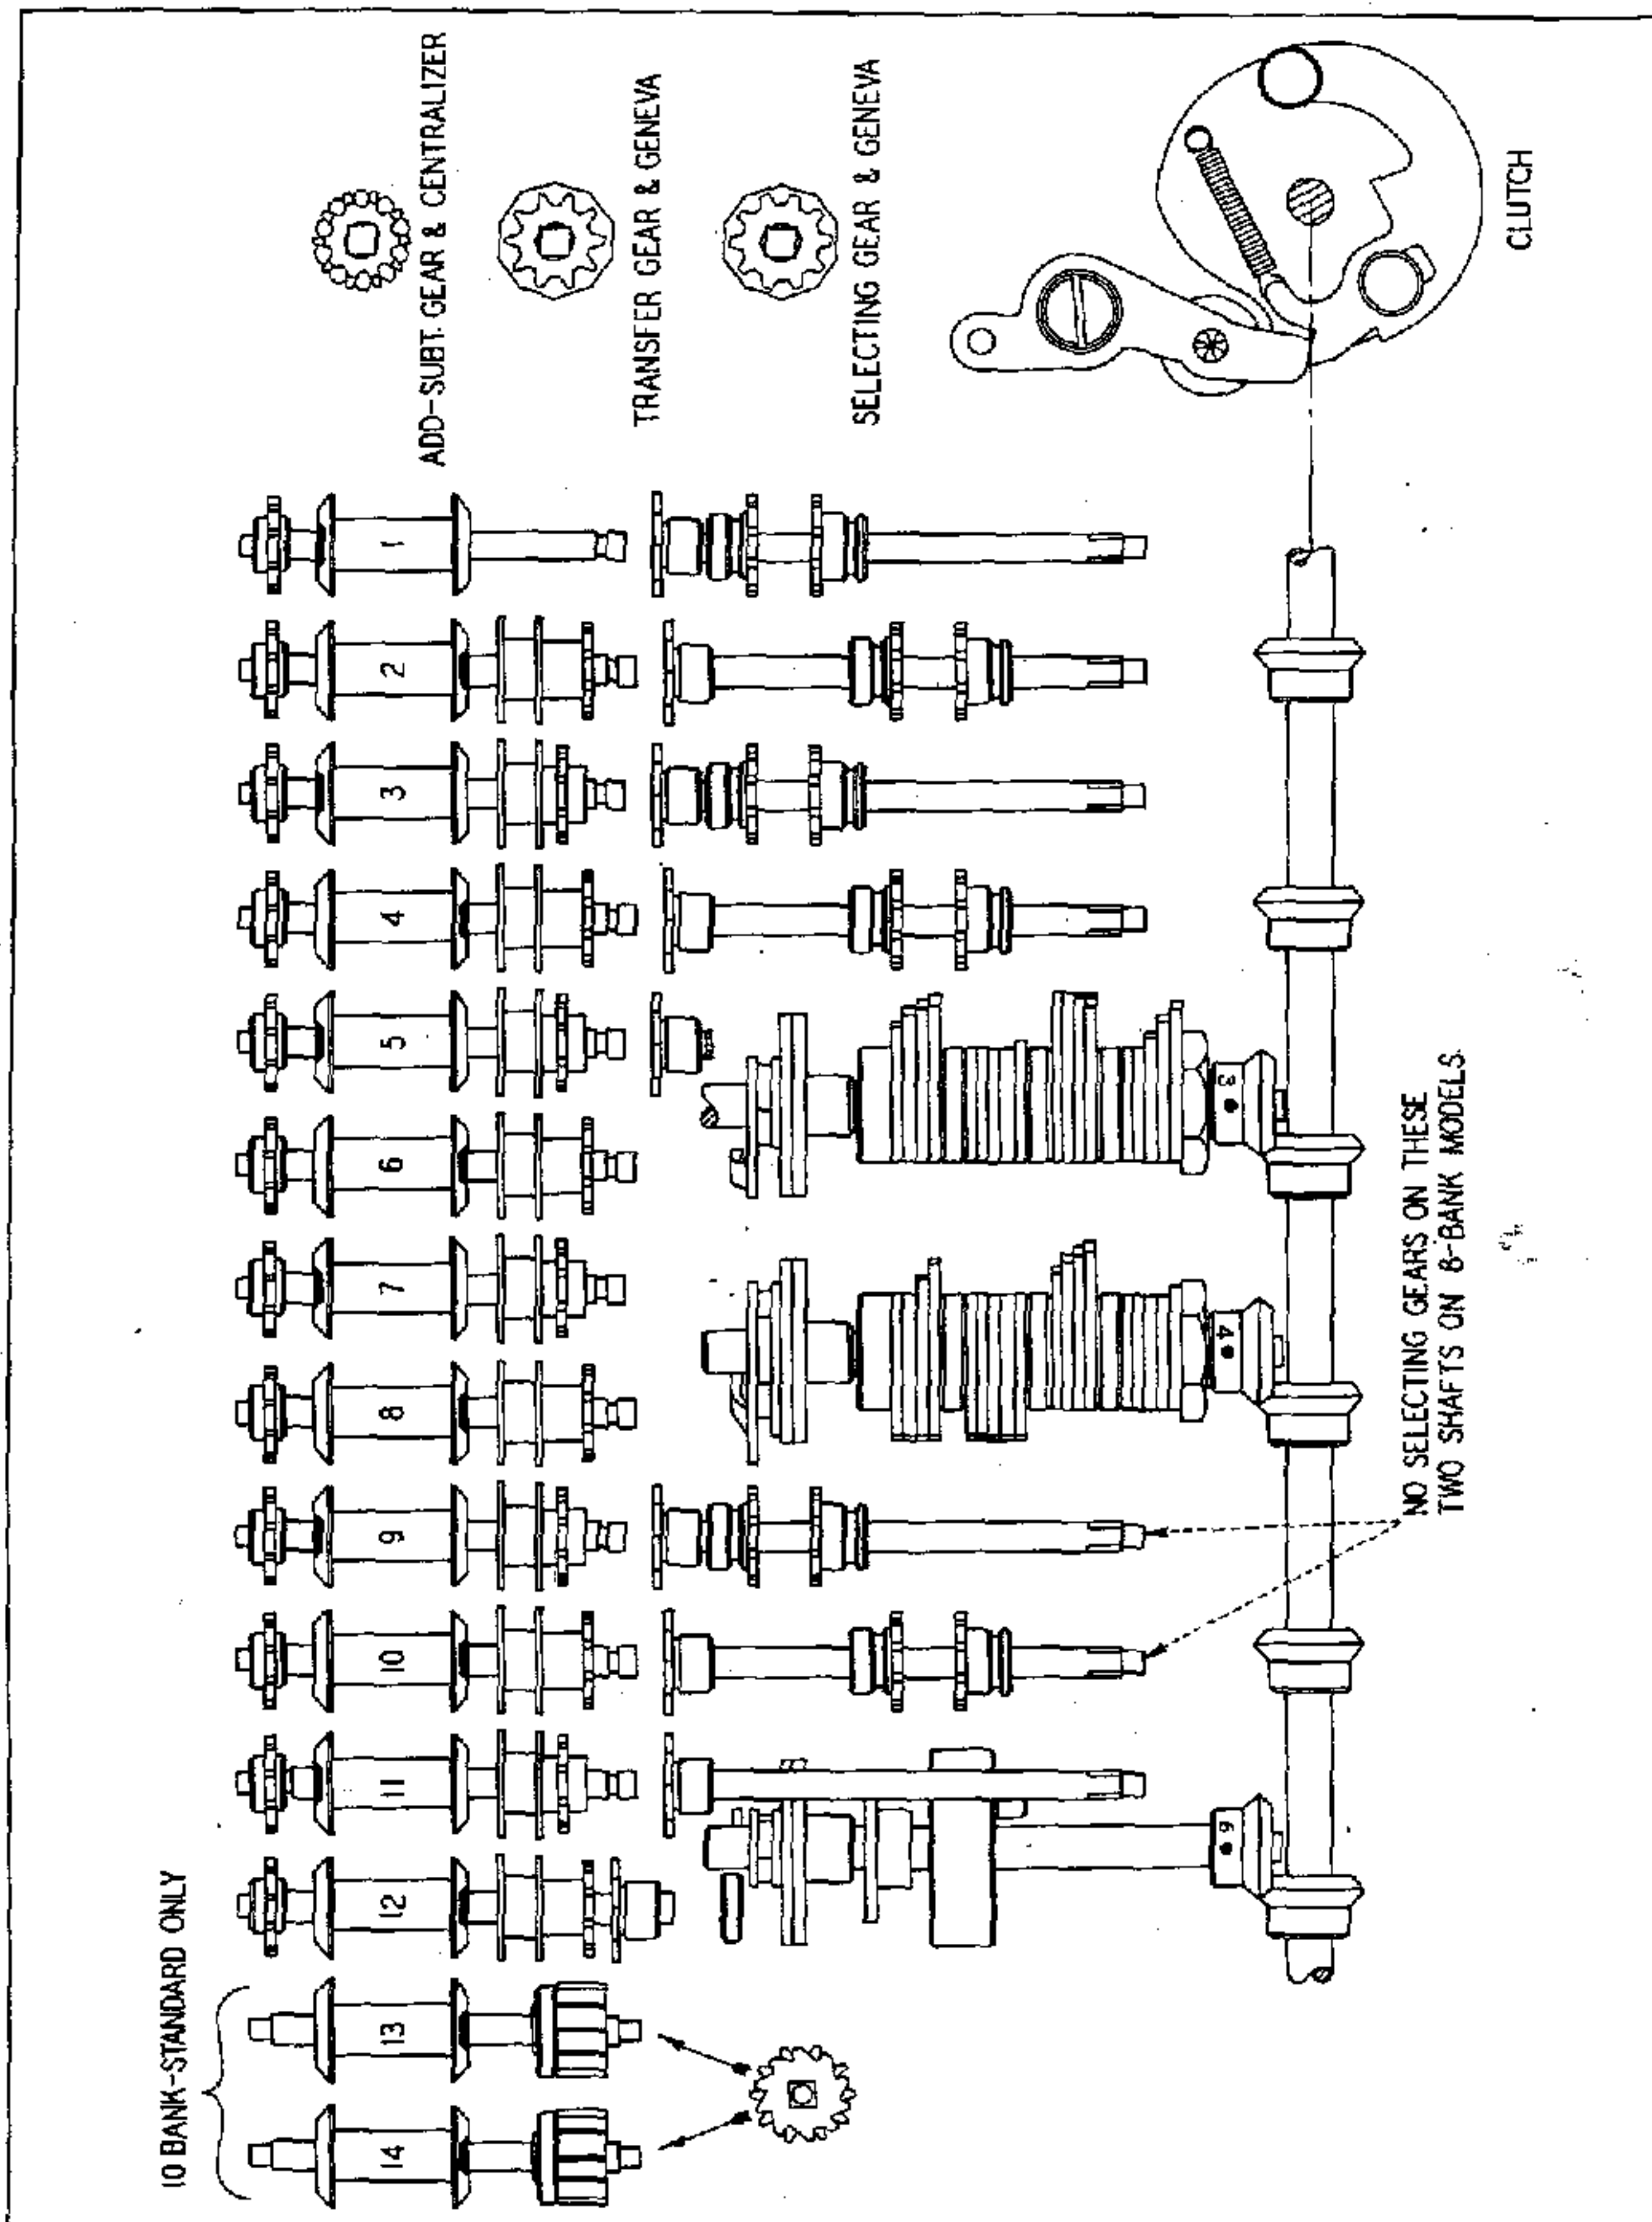 10 BANK-STANDARD ONLY
14
13
12
11
10
9
8
7
6
5
4
3
2
1
ADD-SUBT. GEAR & CENTRALIZER
TRANSFER GEAR & GENEVA
SELECTING GEAR & GENEVA
CLUTCH
6
4
3
NO SELECTING GEARS ON THESE
TWO SHAFTS ON 8-BANK MODELS